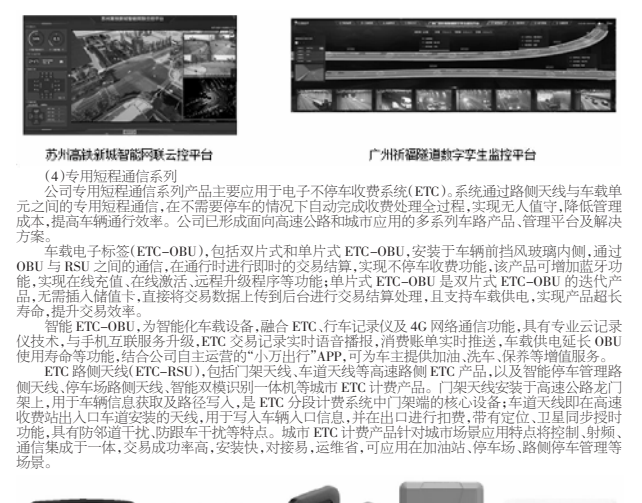 苏州高铁新城智能网联云控平台
广州祈福隧道数字孪生监控平台
(4)专用短程通信系列
公司专用短程通信系列产品主要应用于电子不停车收费系统(ETC)。系统通过路侧天线与车载单
元之间的专用短程通信,在不需要停车的情况下自动完成收费处理全过程,实现无人值守,降低管理
成本,提高车辆通行效率。公司已形成面向高速公路和城市应用的多系列车路产品、管理平台及解决
方案。
车载电子标签(ETC-OBU),包括双片式和单片式 ETC-OBU,安装于车辆前挡风玻璃内侧,通过
OBU 与 RSU 之间的通信,在通行时进行即时的交易结算,实现不停车收费功能,该产品可增加蓝牙功
能,实现在线充值、在线激活、远程升级程序等功能;单片式 ETC-OBU 是双片式 ETC-OBU 的迭代产
品,无需插入储值卡,直接将交易数据上传到后台进行交易结算处理,且支持车载供电,实现产品超长
寿命,提升交易效率。
智能 ETC-OBU,为智能化车载设备,融合 ETC、行车记录仪及 4G 网络通信功能,具有专业云记录
仪技术,与手机互联服务升级,ETC 交易记录实时语音播报,消费账单实时推送,车载供电延长 OBU
使用寿命等功能,结合公司自主运营的“小万出行”APP,可为车主提供加油、洗车、保养等增值服务。
ETC 路侧天线(ETC-RSU),包括门架天线、车道天线等高速路侧 ETC 产品,以及智能停车管理路
侧天线、停车场路侧天线、智能双模识别一体机等城市 ETC 计费产品。门架天线安装于高速公路龙门
架上,用于车辆信息获取及路径写入,是 ETC 分段计费系统中门架端的核心设备;车道天线即在高速
收费站出入口车道安装的天线,用于写入车辆入口信息,并在出口进行扣费,带有定位、卫星同步授时
功能,具有防邻道干扰、防跟车干扰等特点。城市 ETC 计费产品针对城市场景应用特点将控制、射频、
通信集成于一体,交易成功率高,安装快,对接易,运维省,可应用在加油站、停车场、路侧停车管理等
场景。